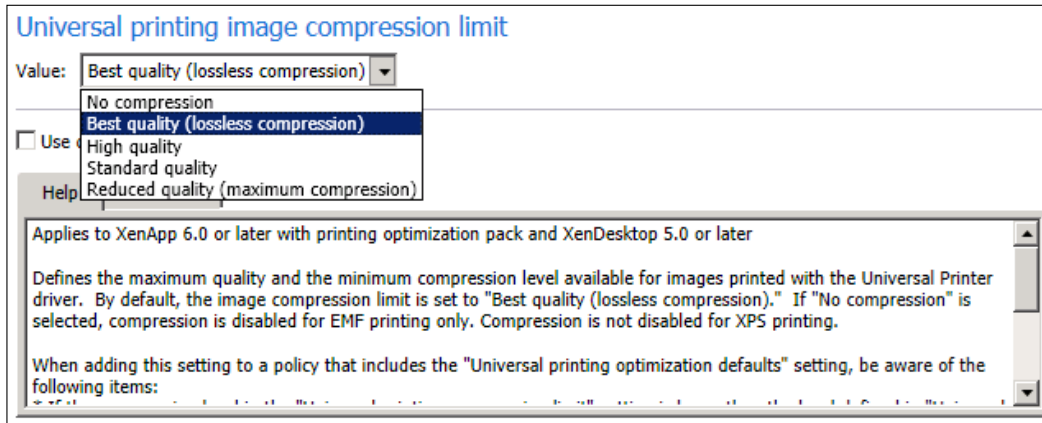 Universal printing image compression limit
Value: Best quality (lossless compression)
No compression
Best quality (lossless compression)
Use
High quality
Standard quality
Reduced quality (maximum compression)
Help
Applies to XenApp 6.0 or later with printing optimization pack and XenDesktop 5.0 or later
Defines the maximum quality and the minimum compression level available for images printed with the Universal Printer
driver. By default, the image compression limit is set to "Best quality (lossless compression)." If "No compression" is
selected, compression is disabled for EMF printing only. Compression is not disabled for XPS printing.
When adding this setting to a policy that includes the "Universal printing optimization defaults" setting, be aware of the
following items: